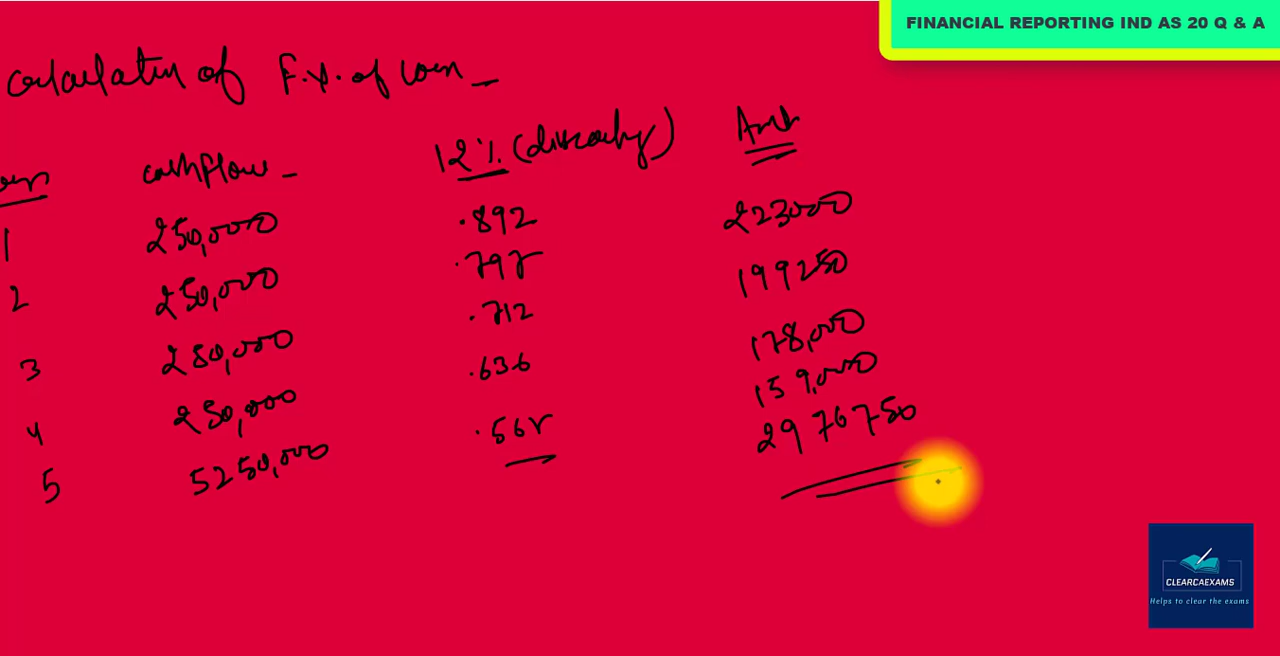 FINANCIAL REPORTING IND AS 20 Q & A
calculation of F.V. of loan
cashflow 12% (discounting) Amt
1 250,000 .892 223000
2 250,000 .797 199250
3 250,000 .712 178,000
4 250,000 .636 159,000
5 5250,000 .567 2976750
CLEARCAEXAMS
Helps to clear the exams